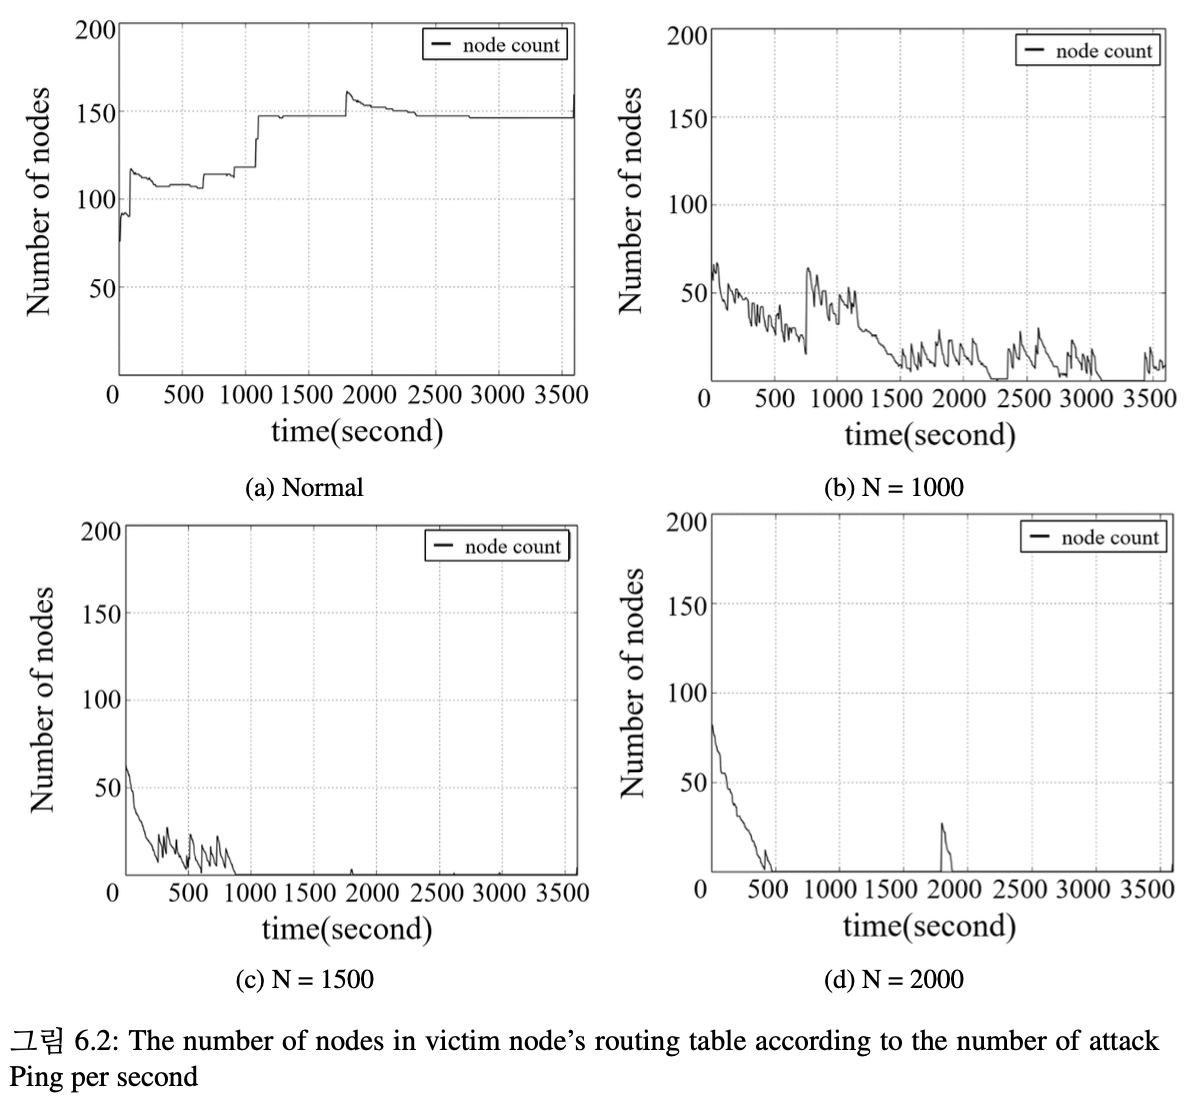 200
150
100
50
Number of nodes
node count
0 500 1000 1500 2000 2500 3000 3500
time(second)
(a) Normal
200
150
100
50
Number of nodes
node count
0 500 1000 1500 2000 2500 3000 3500
time(second)
(b) N = 1000
200
150
100
50
Number of nodes
node count
0 500 1000 1500 2000 2500 3000 3500
time(second)
(c) N = 1500
200
150
100
50
Number of nodes
node count
0 500 1000 1500 2000 2500 3000 3500
time(second)
(d) N = 2000
그림 6.2: The number of nodes in victim node's routing table according to the number of attack
Ping per second